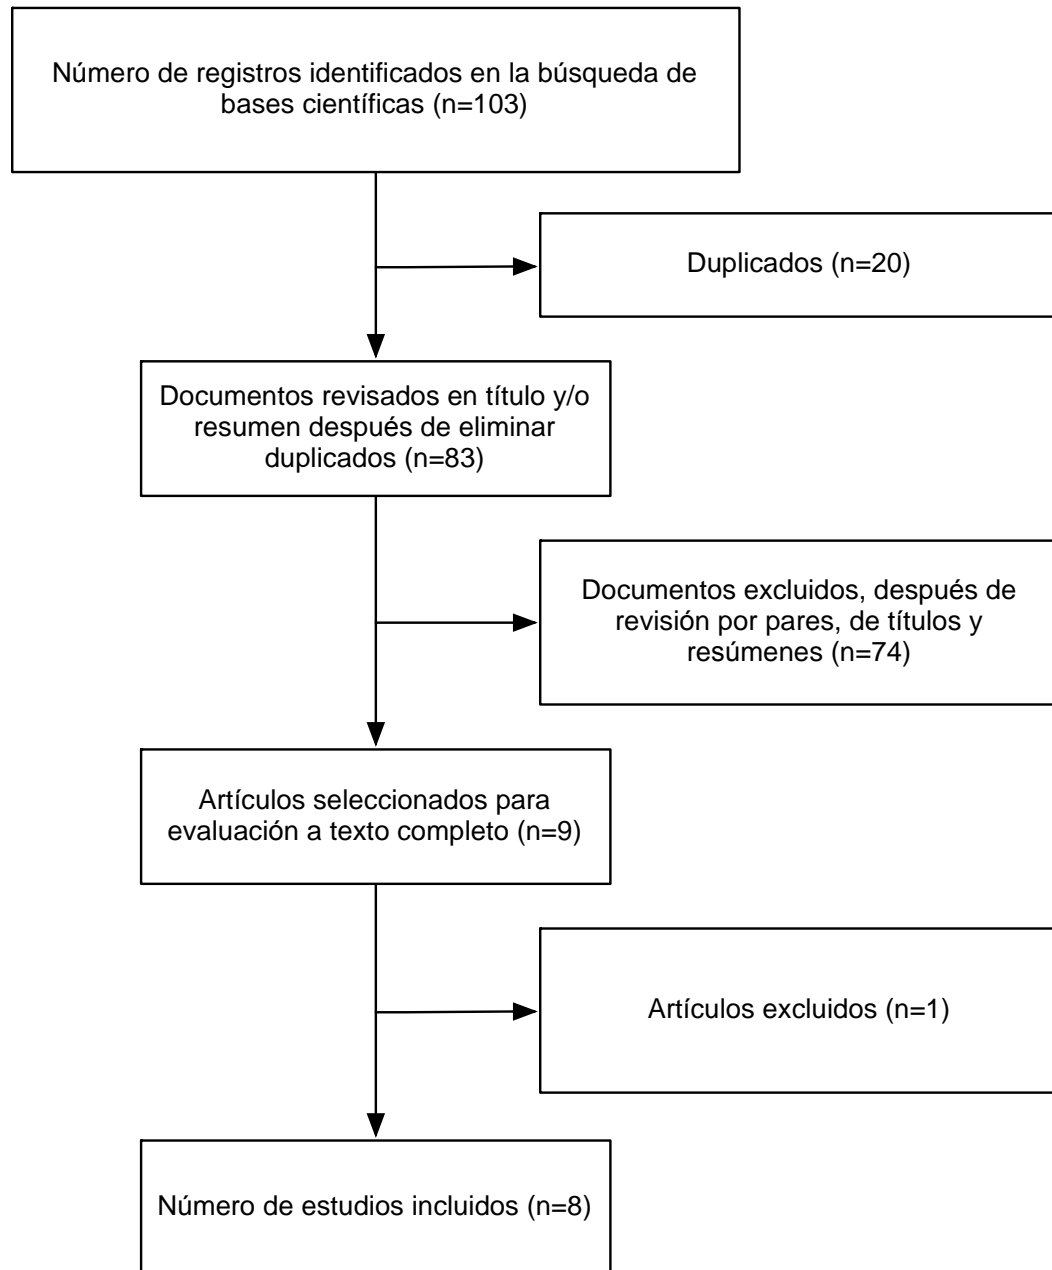 Número de registros identificados en la búsqueda de
bases científicas (n=103)
Duplicados (n=20)
Documentos revisados en título y/o
resumen después de eliminar
duplicados (n=83)
Documentos excluidos, después de
revisión por pares, de títulos y
resúmenes (n=74)
Artículos seleccionados para
evaluación a texto completo (n=9)
Artículos excluidos (n=1)
Número de estudios incluidos (n=8)